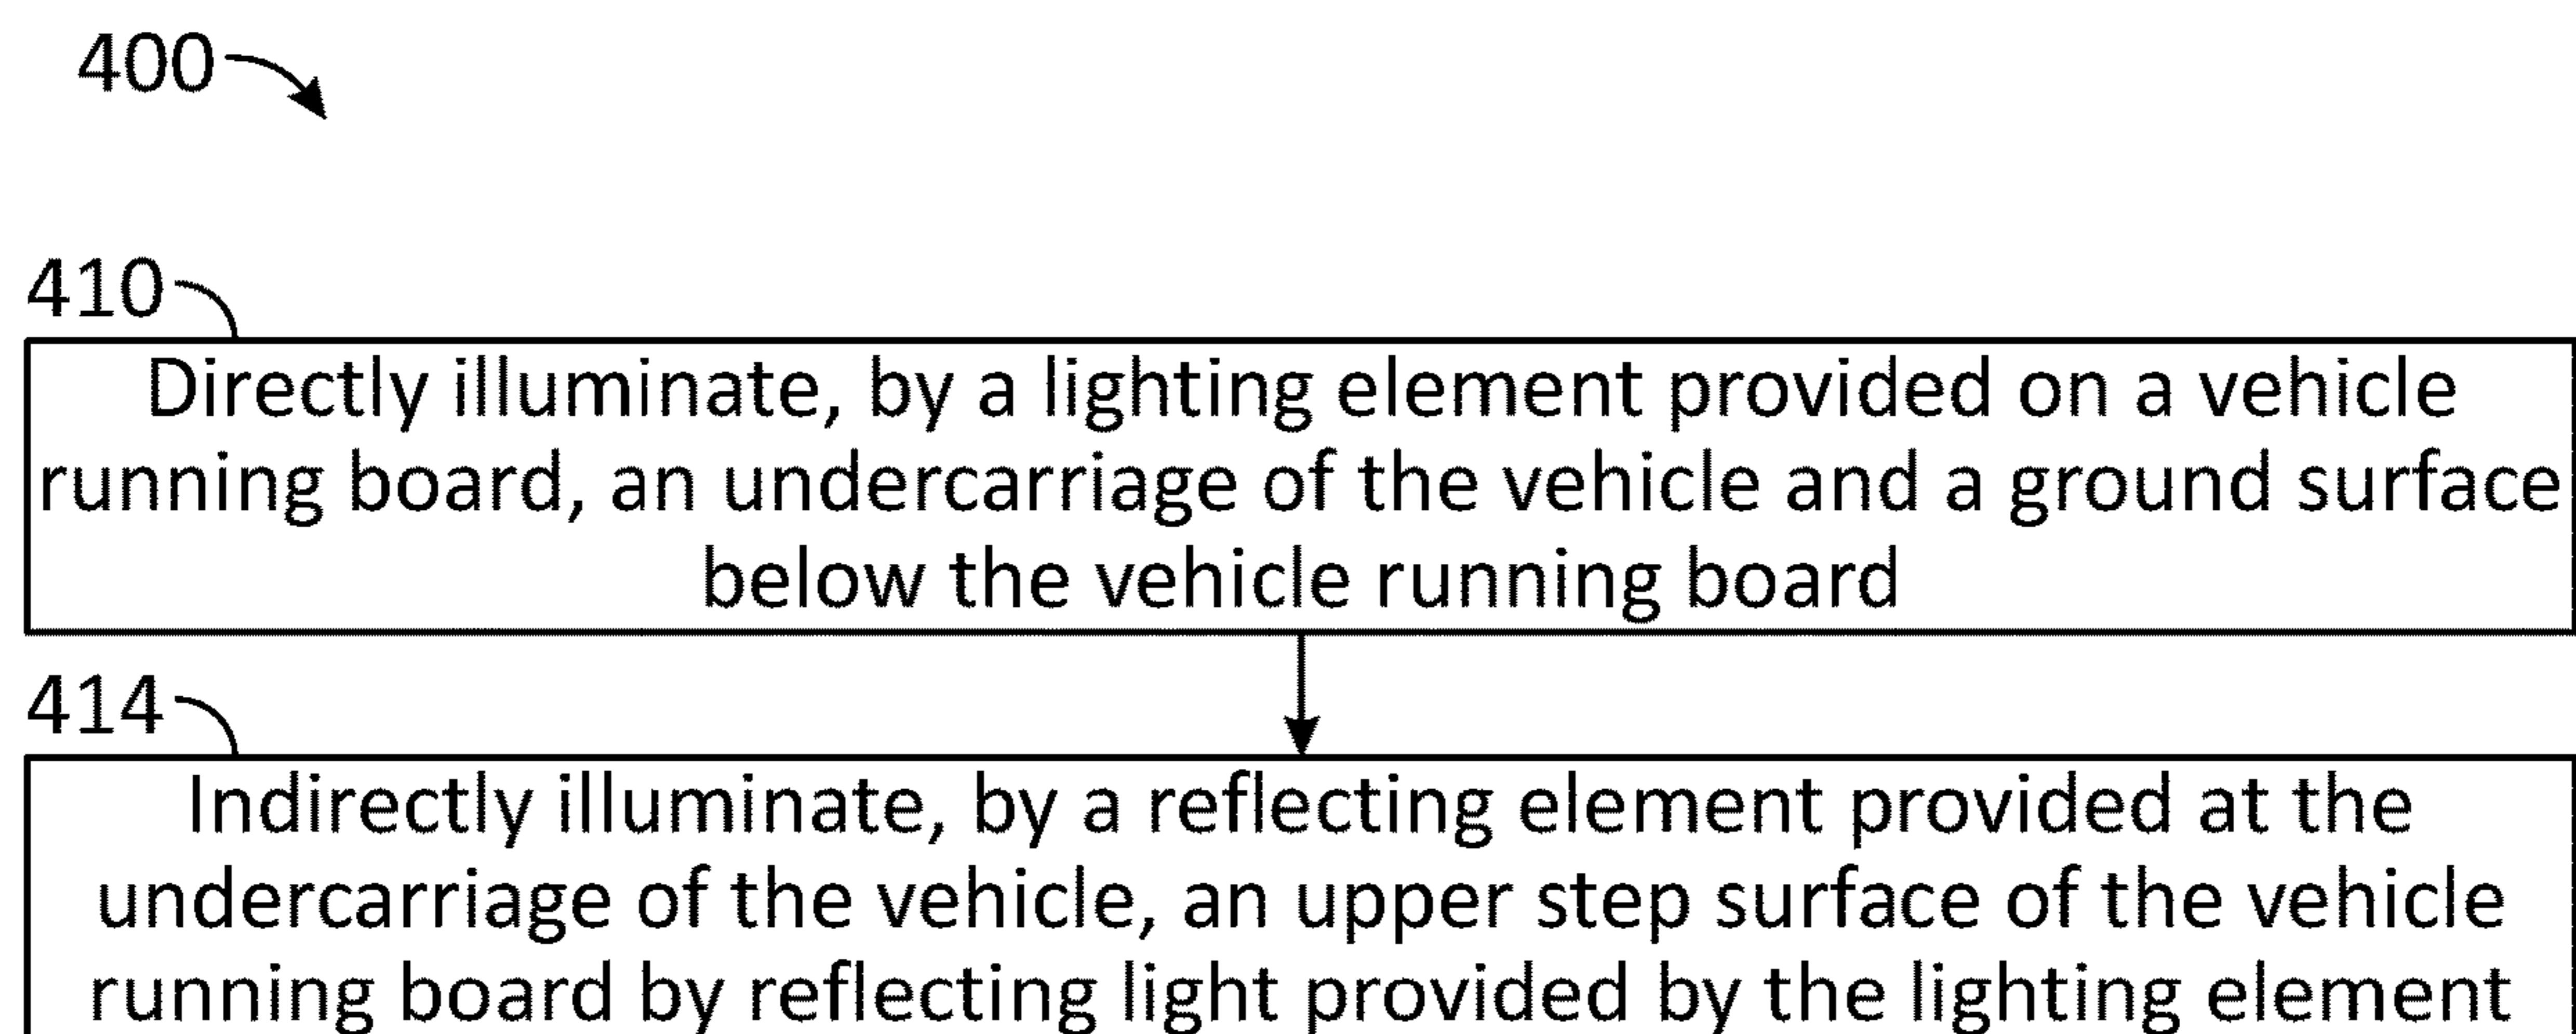 400
410
Directly illuminate, by a lighting element provided on a vehicle
running board, an undercarriage of the vehicle and a ground surface
below the vehicle running board
414
Indirectly illuminate, by a reflecting element provided at the
undercarriage of the vehicle, an upper step surface of the vehicle
running board by reflecting light provided by the lighting element